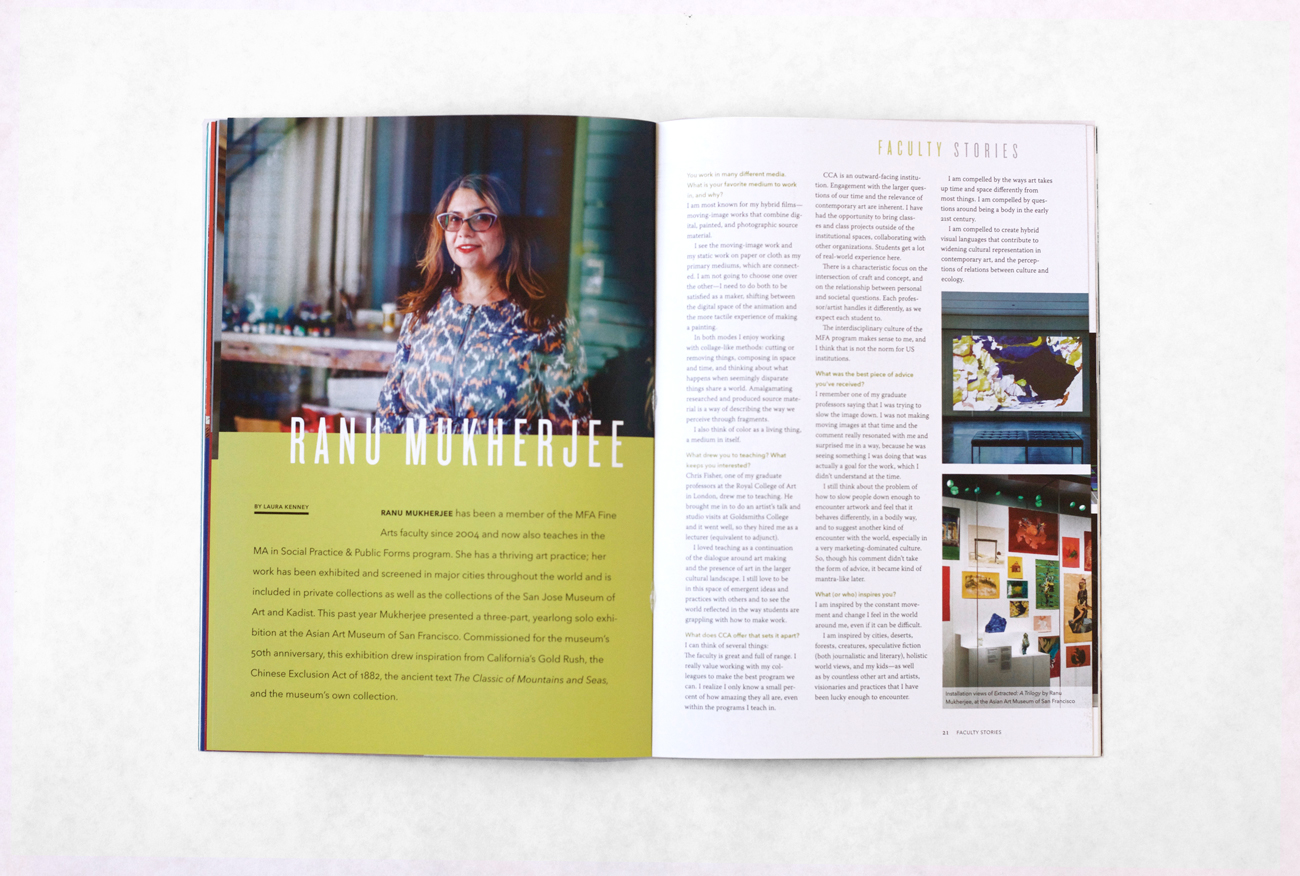 RANU MUKHERJEE
BY LAURA KENNEY
RANU MUKHERJEE has been a member of the MFA Fine
Arts faculty since 2004 and now also teaches in the
MA in Social Practice & Public Forms program. She has a thriving art practice; her
work has been exhibited and screened in major cities throughout the world and is
included in private collections as well as the collections of the San Jose Museum of
Art and Kadist. This past year Mukherjee presented a three-part, yearlong solo exhi-
bition at the Asian Art Museum of San Francisco. Commissioned for the museum's
50th anniversary, this exhibition drew inspiration from California's Gold Rush, the
Chinese Exclusion Act of 1882, the ancient text The Classic of Mountains and Seas,
and the museum's own collection.
FACULTY STORIES
You work in many different media.
What is your favorite medium to work
in, and why?
I am most known for my hybrid films—
moving-image works that combine dig-
ital, painted, and photographic source
material.
I see the moving-image work and
my static work on paper or cloth as my
primary mediums, which are connect-
ed. I am not going to choose one over
the other—I need to do both to be
satisfied as a maker, shifting between
the digital space of the animation and
the more tactile experience of making
a painting.
In both modes I enjoy working
with collage-like methods: cutting or
removing things, composing in space
and time, and thinking about what
happens when seemingly disparate
things share a world. Amalgamating
researched and produced source mate-
rial is a way of describing the way we
perceive through fragments.
I also think of color as a living thing,
a medium in itself.
What drew you to teaching? What
keeps you interested?
Chris Fisher, one of my graduate
professors at the Royal College of Art
in London, drew me to teaching. He
brought me in to do an artist's talk and
studio visits at Goldsmiths College
and it went well, so they hired me as a
lecturer (equivalent to adjunct).
I loved teaching as a continuation
of the dialogue around art making
and the presence of art in the larger
cultural landscape. I still love to be
in this space of emergent ideas and
practices with others and to see the
world reflected in the way students are
grappling with how to make work.
What does CCA offer that sets it apart?
I can think of several things:
The faculty is great and full of range. I
really value working with my col-
leagues to make the best program we
can. I realize I only know a small per-
cent of how amazing they all are, even
within the programs I teach in.
CCA is an outward-facing institu-
tion. Engagement with the larger ques-
tions of our time and the relevance of
contemporary art are inherent. I have
had the opportunity to bring class-
es and class projects outside of the
institutional spaces, collaborating with
other organizations. Students get a lot
of real-world experience here.
There is a characteristic focus on the
intersection of craft and concept, and
on the relationship between personal
and societal questions. Each profes-
sor/artist handles it differently, as we
expect each student to.
The interdisciplinary culture of the
MFA program makes sense to me, and
I think that is not the norm for US
institutions.
What was the best piece of advice
you've received?
I remember one of my graduate
professors saying that I was trying to
slow the image down. I was not making
moving images at that time and the
comment really resonated with me and
surprised me in a way, because he was
seeing something I was doing that was
actually a goal for the work, which I
didn't understand at the time.
I still think about the problem of
how to slow people down enough to
encounter artwork and feel that it
behaves differently, in a bodily way,
and to suggest another kind of
encounter with the world, especially in
a very marketing-dominated culture.
So, though his comment didn't take
the form of advice, it became kind of
mantra-like later.
What (or who) inspires you?
I am inspired by the constant move-
ment and change I feel in the world
around me, even if it can be difficult.
I am inspired by cities, deserts,
forests, creatures, speculative fiction
(both journalistic and literary), holistic
world views, and my kids—as well
as by countless other art and artists,
visionaries and practices that I have
been lucky enough to encounter.
I am compelled by the ways art takes
up time and space differently from
most things. I am compelled by ques-
tions around being a body in the early
21st century.
I am compelled to create hybrid
visual languages that contribute to
widening cultural representation in
contemporary art, and the percep-
tions of relations between culture and
ecology.
Installation views of Extracted: A Trilogy by Ranu
Mukherjee, at the Asian Art Museum of San Francisco
21 FACULTY STORIES